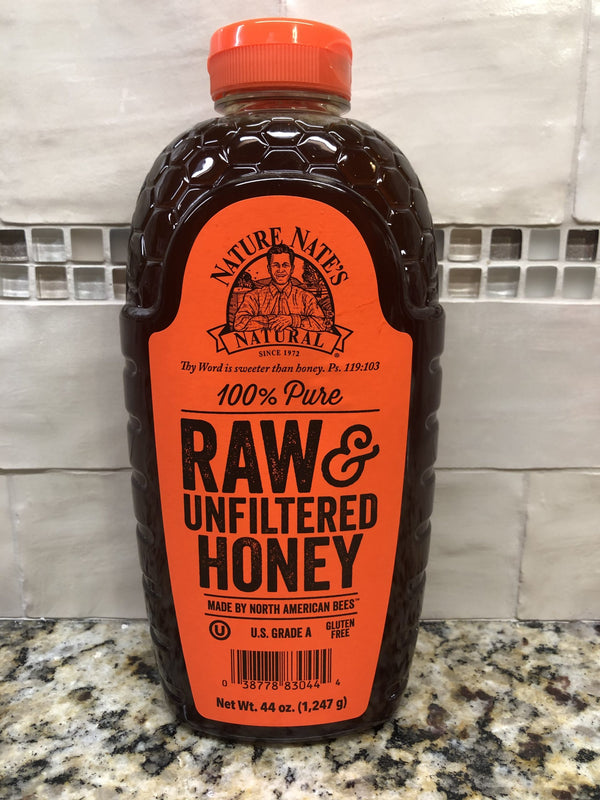 NATURE NATE'S
NATURAL
SINCE 1972
®
Thy Word is sweeter than honey. Ps. 119:103
100% Pure
RAW &
UNFILTERED
HONEY
MADE BY NORTH AMERICAN BEES™
U U.S. GRADE A GLUTEN
FREE
0 38778 83044 4
Net Wt. 44 oz. (1,247 g)